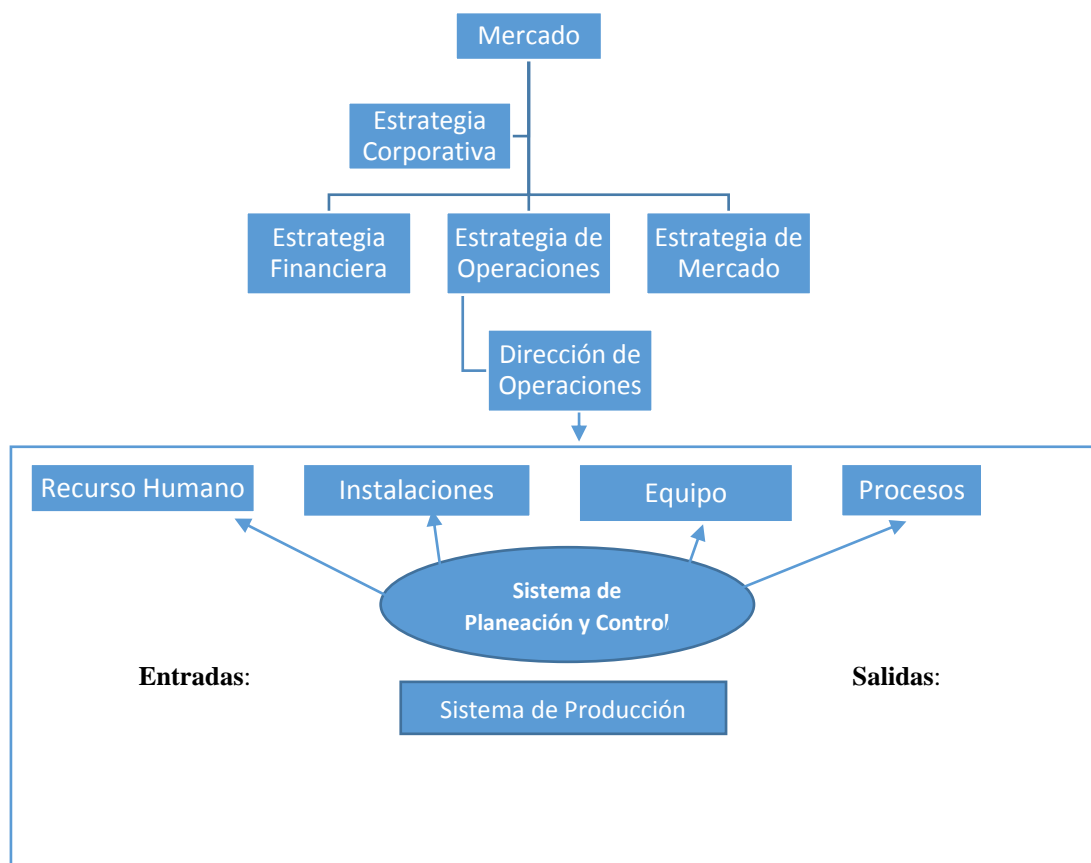 Mercado
Estrategia
Corporativa
Estrategia
Financiera
Estrategia de
Operaciones
Estrategia de
Mercado
Dirección de
Operaciones
Recurso Humano
Instalaciones
Equipo
Procesos
Sistema de
Planeación y Control
Entradas:
Salidas:
Sistema de Producción